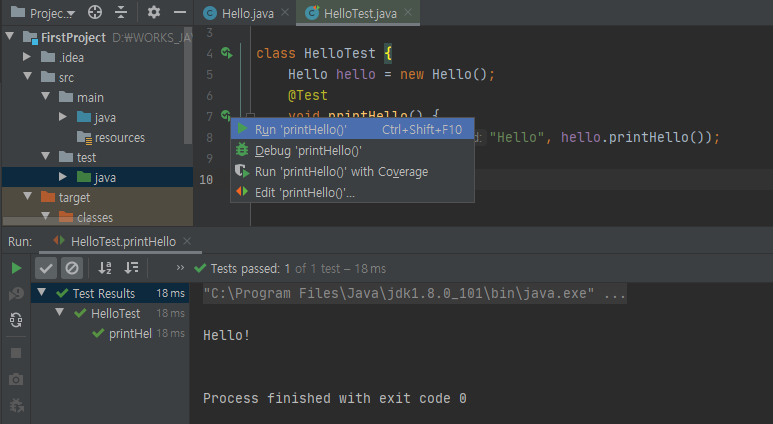 Projec...
Hello.java
HelloTest.java
FirstProject D:₩WORKS_JA
.idea
src
main
java
resources
test
java
target
classes
3
4 class HelloTest {
5 Hello hello = new Hello();
6 @Test
7 void printHello() {
8 "Hello", hello.printHello());
9
10
Run 'printHello()' Ctrl+Shift+F10
Debug 'printHello()'
Run 'printHello()' with Coverage
Edit 'printHello()'...
Run: HelloTest.printHello
Tests passed: 1 of 1 test – 18 ms
Test Results 18 ms
HelloTest 18 ms
printHel 18 ms
"C:\Program Files\Java\jdk1.8.0_101\bin\java.exe" ...
Hello!
Process finished with exit code 0